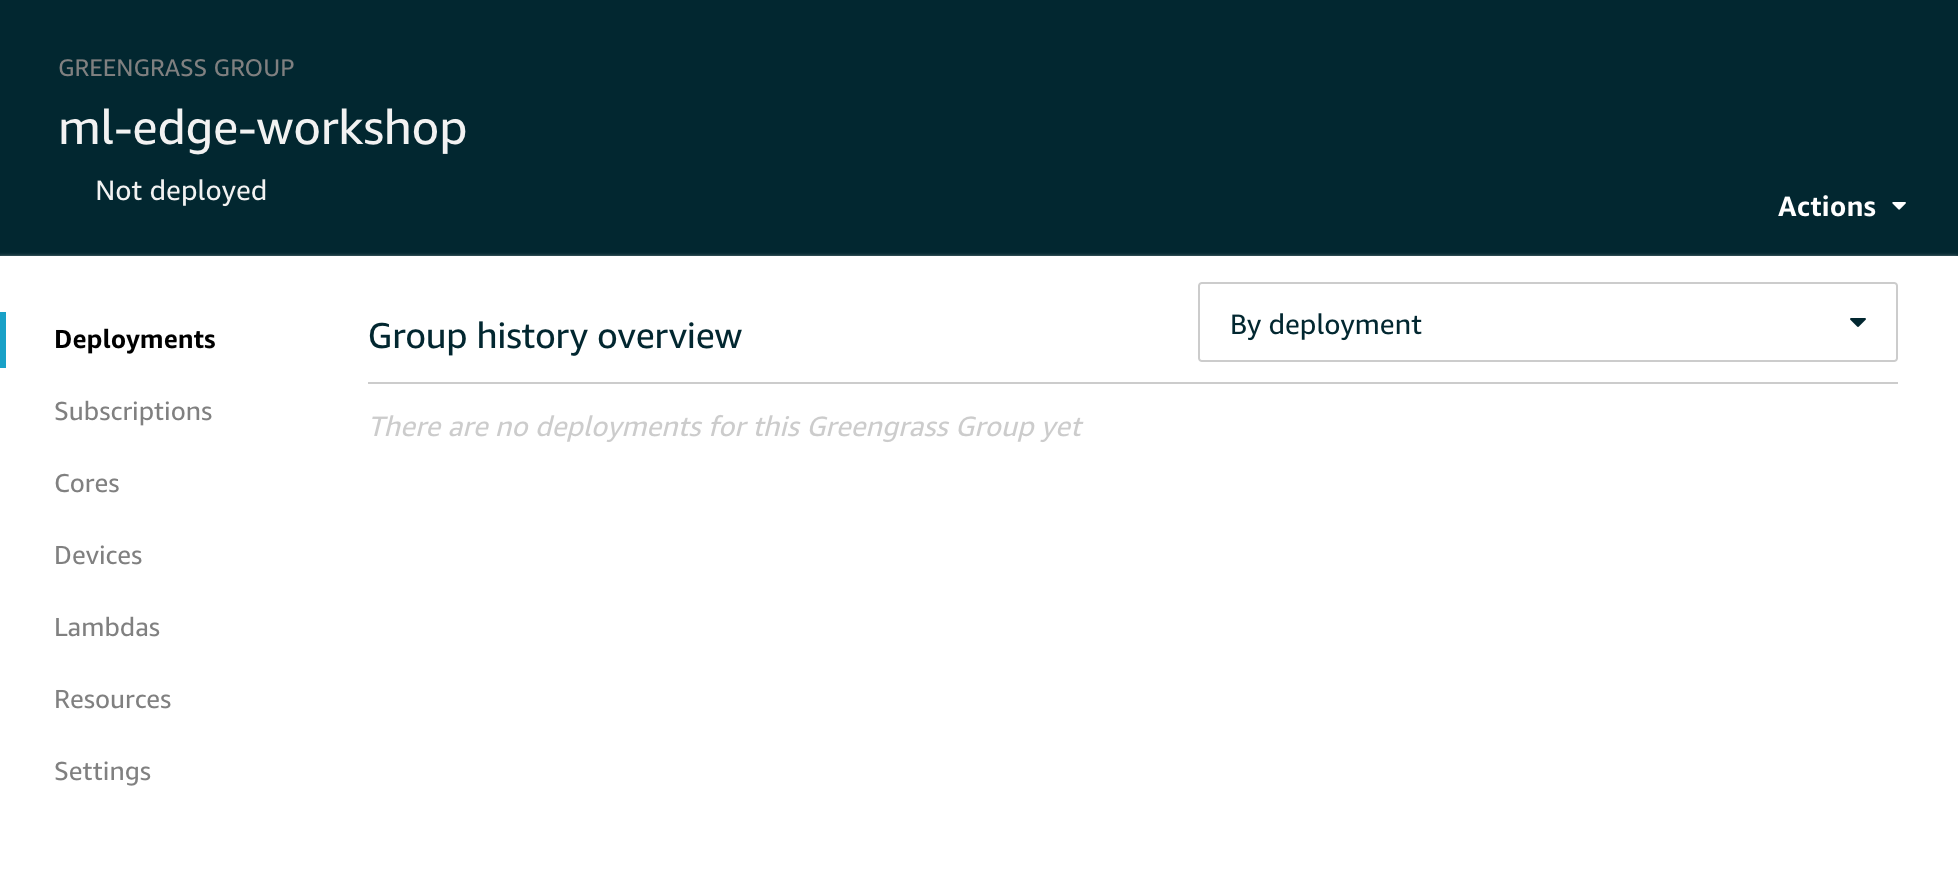 GREENGRASS GROUP
ml-edge-workshop
Not deployed
Actions
Deployments
Subscriptions
Cores
Devices
Lambdas
Resources
Settings
Group history overview
By deployment
There are no deployments for this Greengrass Group yet